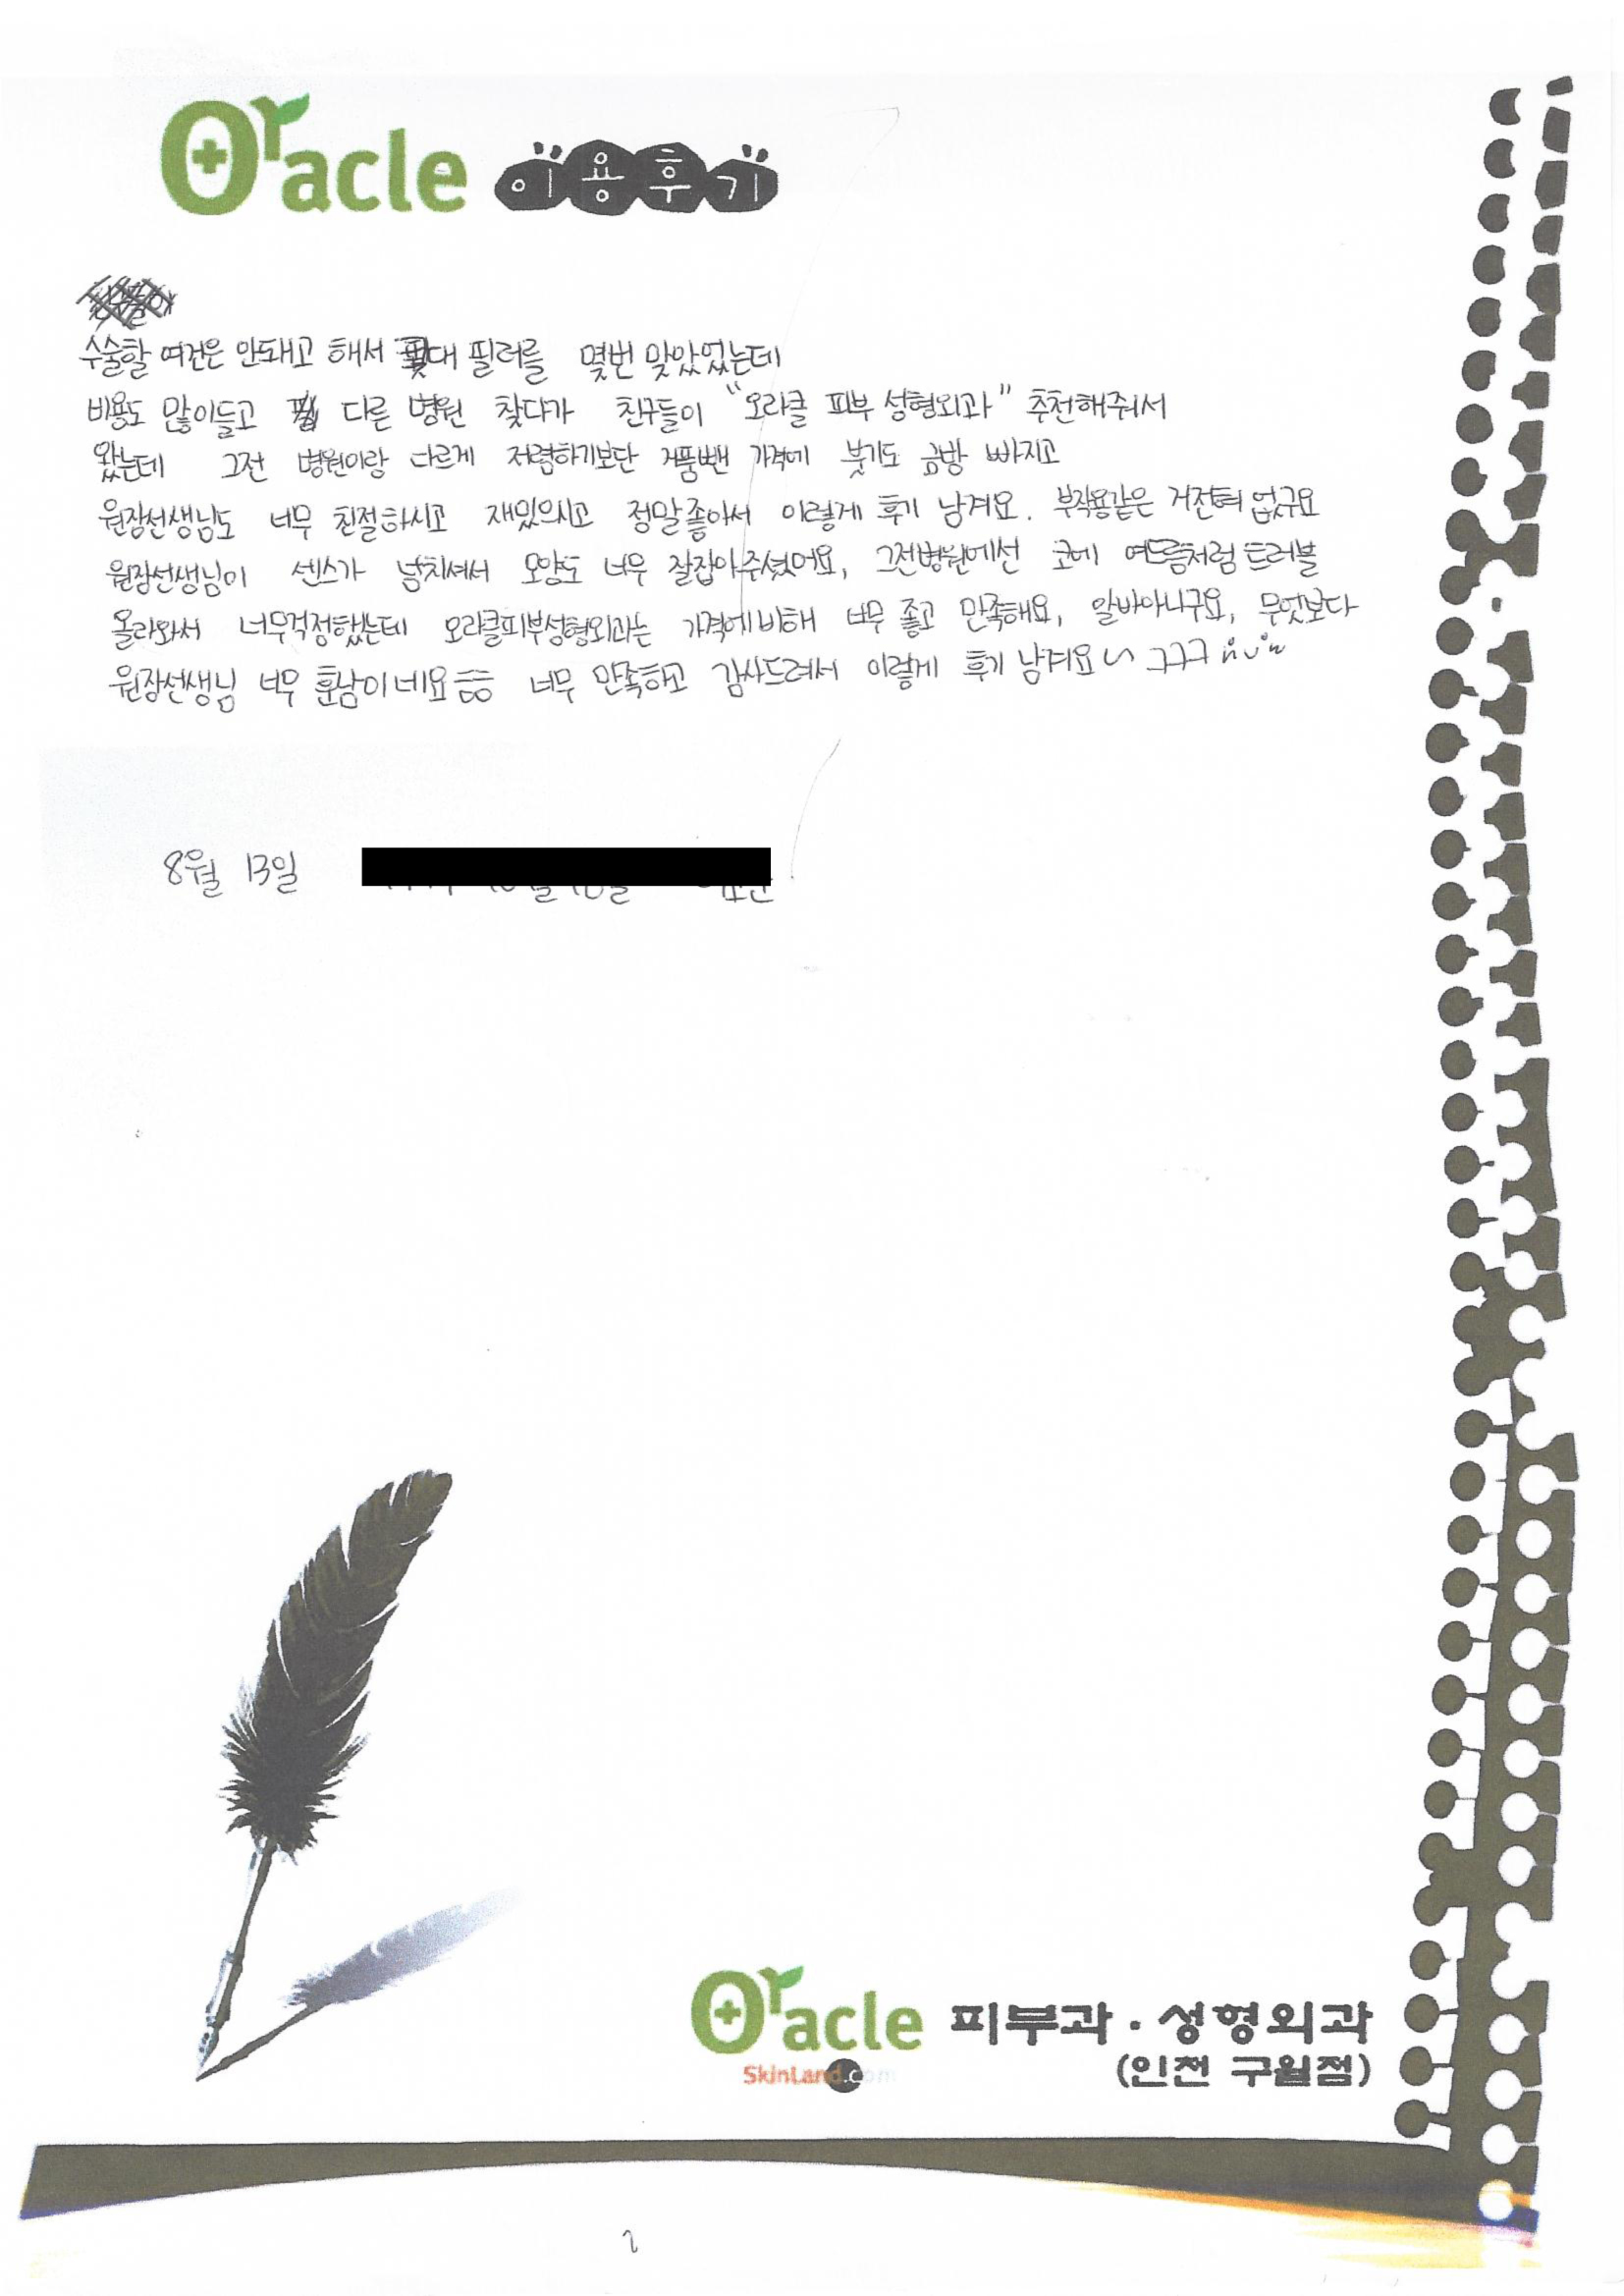 Oracle 이용후기
수술할 여건은 안돼고 해서 콧대 필러를 몇번 맞았었는데
비용도 많이들고 다른 병원 찾다가 친구들이 "오라클 피부 성형외과" 추천해줘서
왔는데 그전 병원이랑 다르게 저렴하기보단 거품뺀 가격에 붓기도 금방 빠지고
원장선생님도 너무 친절하시고 재밌으시고 정말좋아서 이렇게 후기 남겨요. 부작용같은 거전혀 없구요
원장선생님이 센스가 넘치셔서 모양도 너무 잘잡아주셨어요, 그전병원에선 코에 여드름처럼 트러블
올라와서 너무걱정했는데 오라클피부성형외과는 가격에비해 너무 좋고 만족해요, 알바아니구요, 무엇보다
원장선생님 너무 훈남이네요 너무 만족하고 감사드려서 이렇게 후기 남겨요~ ㅋㅋㅋ
8월 13일
Oracle 피부과 · 성형외과
SkinLand.com
(인천 구월점)
2